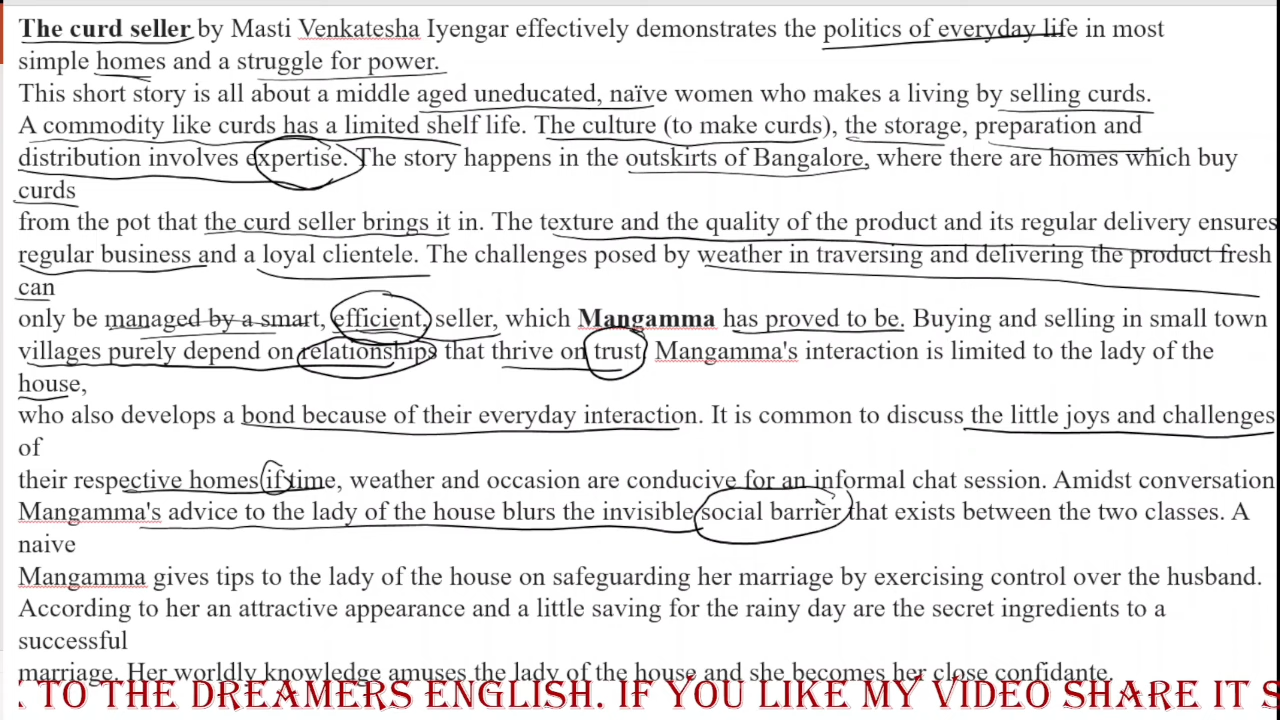 The curd seller by Masti Venkatesha Iyengar effectively demonstrates the politics of everyday life in most
simple homes and a struggle for power.
This short story is all about a middle aged uneducated, naïve women who makes a living by selling curds.
A commodity like curds has a limited shelf life. The culture (to make curds), the storage, preparation and
distribution involves expertise. The story happens in the outskirts of Bangalore, where there are homes which buy
curds
from the pot that the curd seller brings it in. The texture and the quality of the product and its regular delivery ensures
regular business and a loyal clientele. The challenges posed by weather in traversing and delivering the product fresh
can
only be managed by a smart, efficient, seller, which Mangamma has proved to be. Buying and selling in small town
villages purely depend on relationships that thrive on trust. Mangamma's interaction is limited to the lady of the
house,
who also develops a bond because of their everyday interaction. It is common to discuss the little joys and challenges
of
their respective homes if time, weather and occasion are conducive for an informal chat session. Amidst conversation
Mangamma's advice to the lady of the house blurs the invisible social barrier that exists between the two classes. A
naive
Mangamma gives tips to the lady of the house on safeguarding her marriage by exercising control over the husband.
According to her an attractive appearance and a little saving for the rainy day are the secret ingredients to a
successful
marriage. Her worldly knowledge amuses the lady of the house and she becomes her close confidante.
TO THE DREAMERS ENGLISH. IF YOU LIKE MY VIDEO SHARE IT